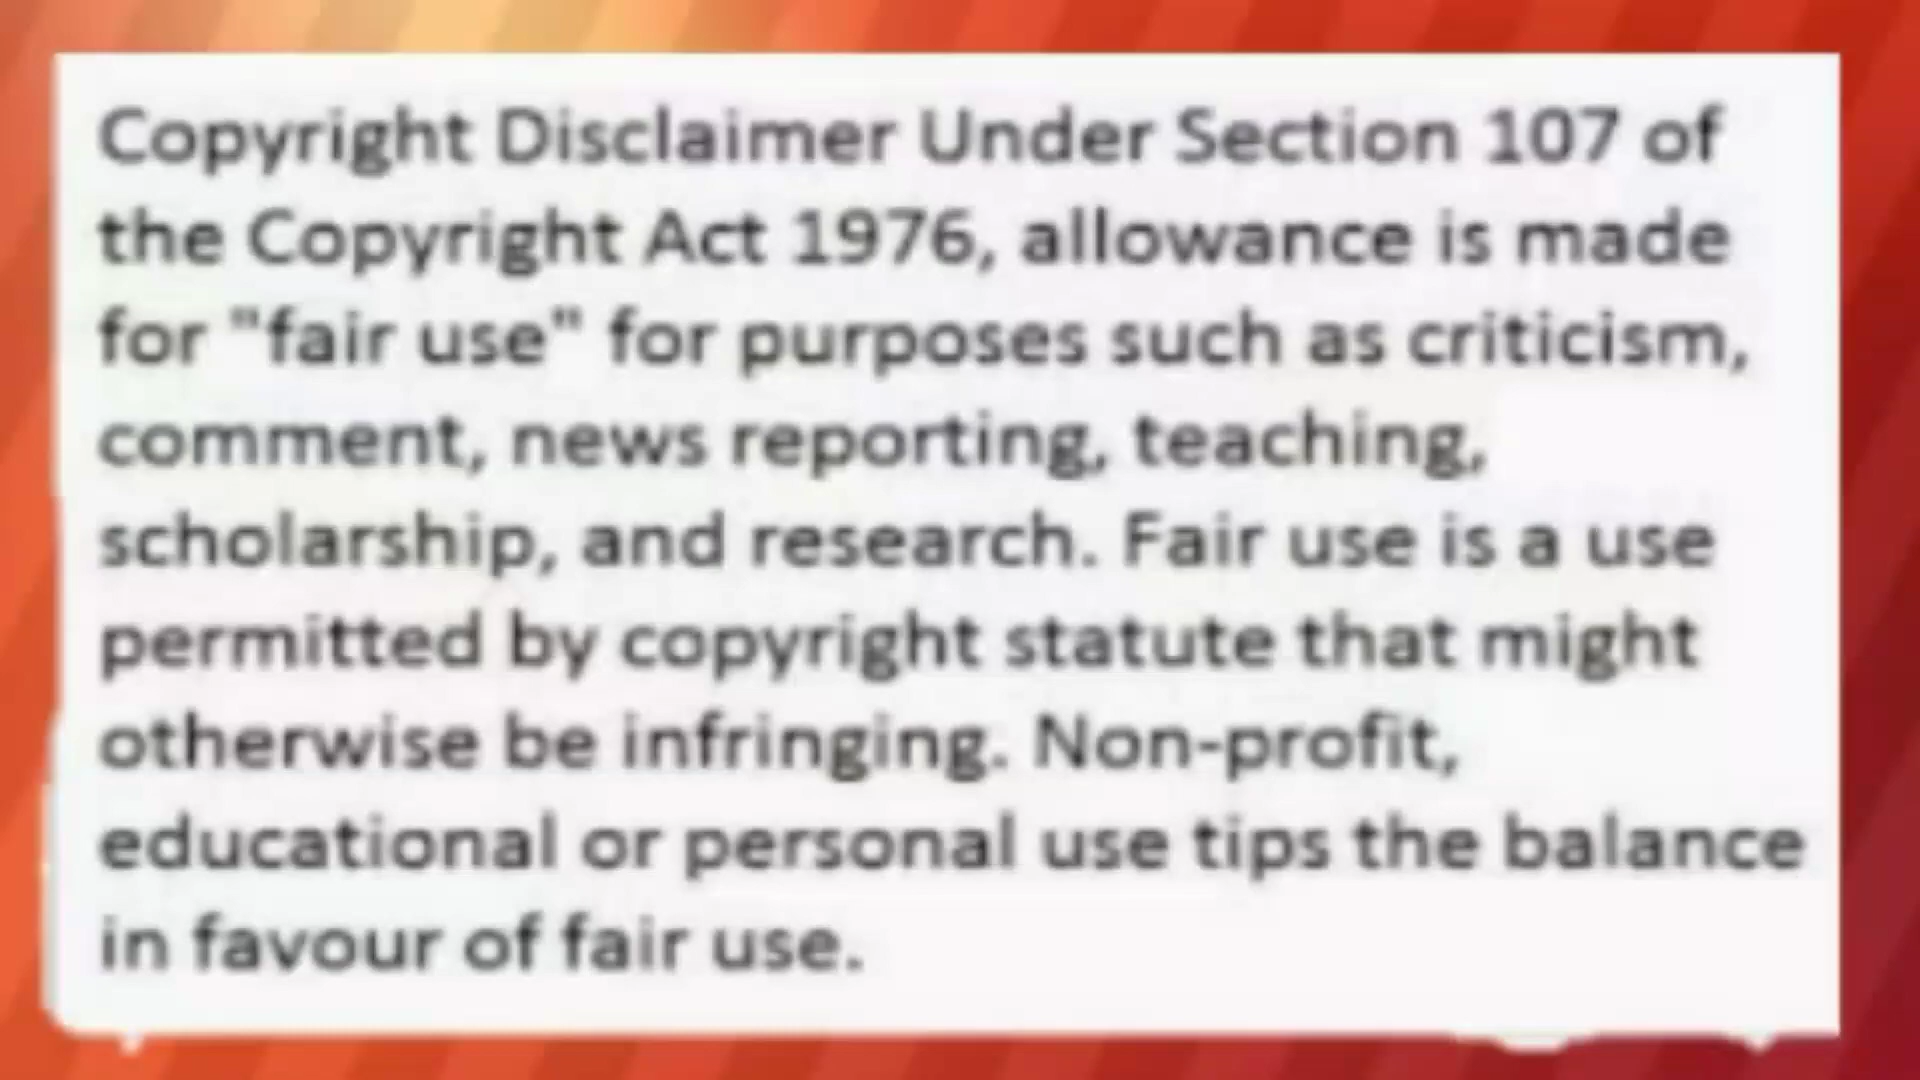 Copyright Disclaimer Under Section 107 of
the Copyright Act 1976, allowance is made
for "fair use" for purposes such as criticism,
comment, news reporting, teaching,
scholarship, and research. Fair use is a use
permitted by copyright statute that might
otherwise be infringing. Non-profit,
educational or personal use tips the balance
in favour of fair use.